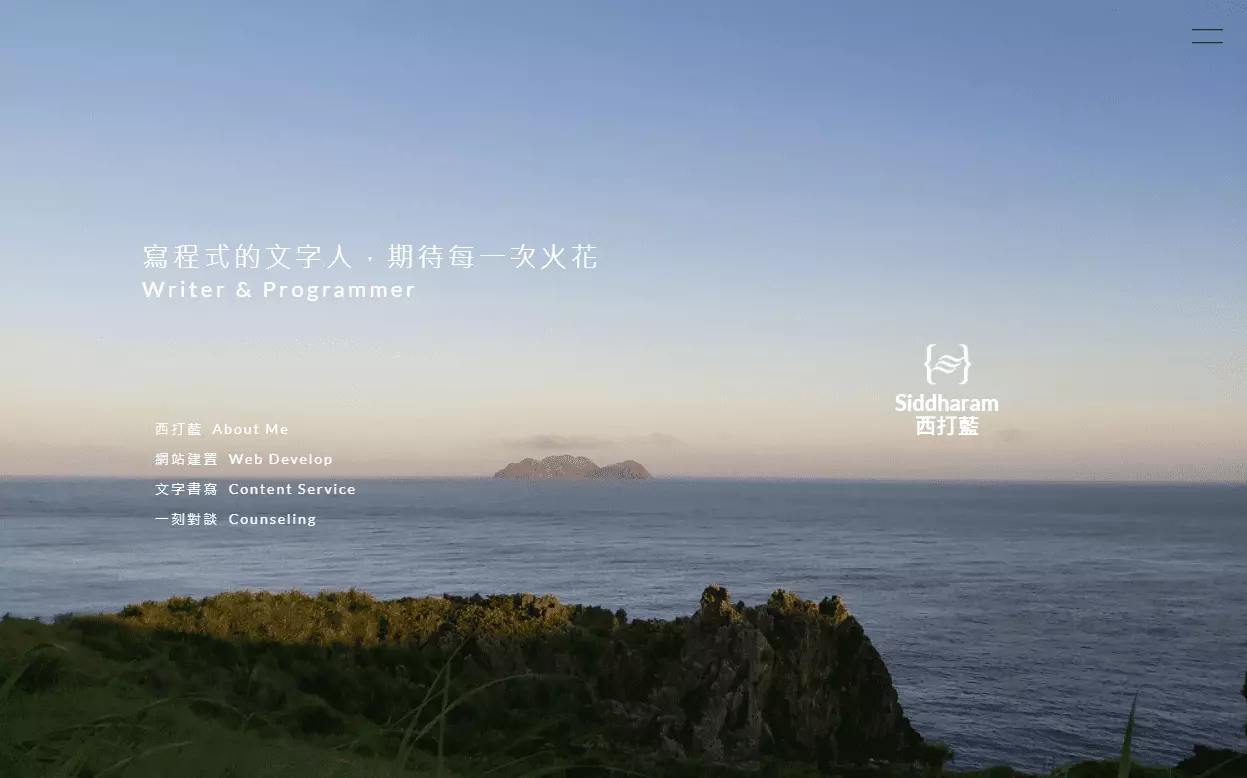 寫程式的文字人，期待每一次火花
Writer & Programmer
Siddharam
西打藍
西打藍 About Me
網站建置 Web Develop
文字書寫 Content Service
一刻對談 Counseling